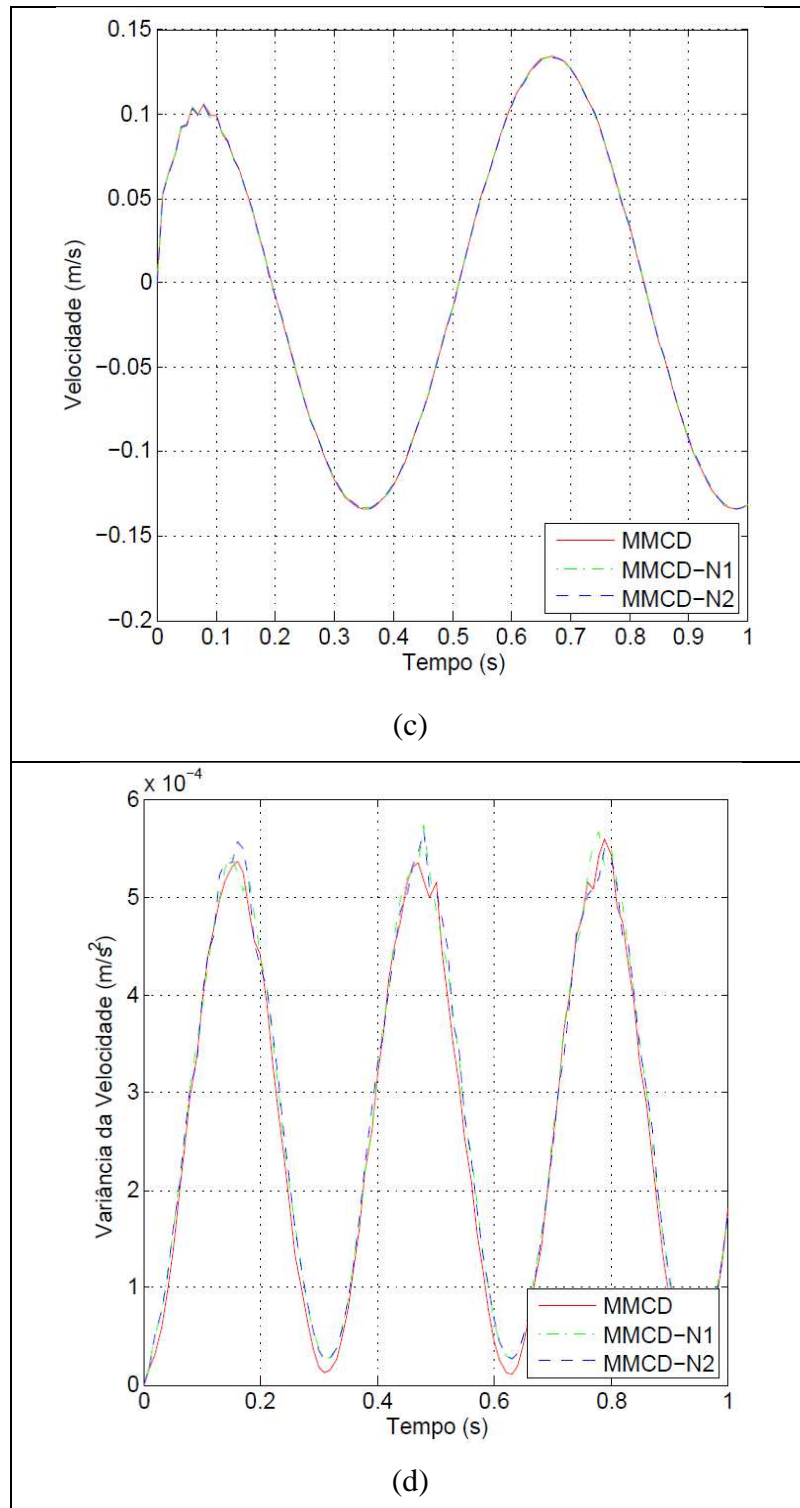 0.15
0.1
0.05
0
−0.05
−0.1
−0.15
−0.2
Velocidade (m/s)
0 0.1 0.2 0.3 0.4 0.5 0.6 0.7 0.8 0.9 1
Tempo (s)
MMCD
MMCD−N1
MMCD−N2
(c)
x 10⁻⁴
6
5
4
3
2
1
0
Variância da Velocidade (m/s²)
0 0.2 0.4 0.6 0.8 1
Tempo (s)
MMCD
MMCD−N1
MMCD−N2
(d)